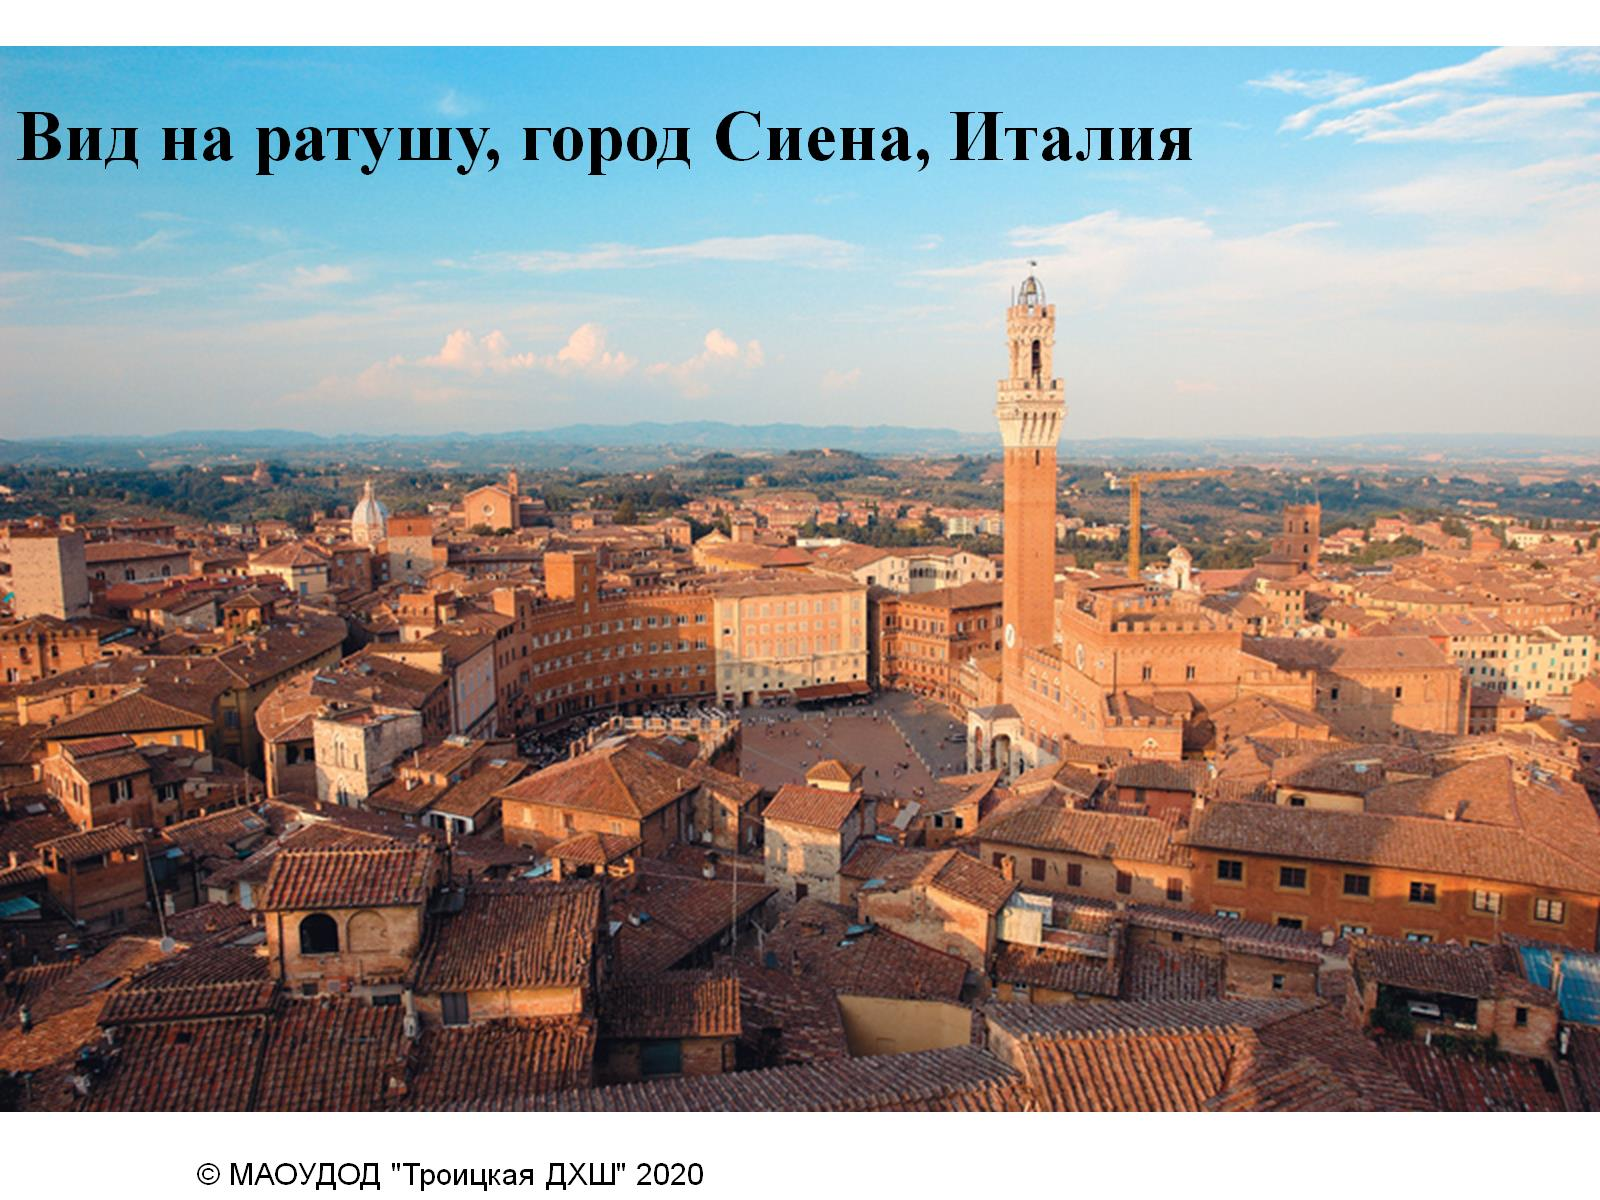 Вид на ратушу, город Сиена, Италия
© МАОУДОД "Троицкая ДХШ" 2020